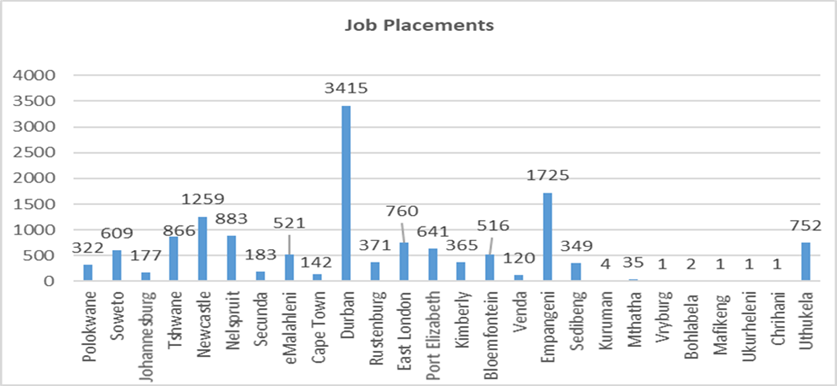 Job Placements
4000
3500
3000
2500
2000
1500
1000
500
0
322
609
177
866
1259
883
183
521
142
3415
371
760
641
365
516
120
1725
349
4
35
1
2
1
1
1
752
Polokwane
Soweto
Johannesburg
Tshwane
Newcastle
Nelspruit
Secunda
eMalahleni
Cape Town
Durban
Rustenburg
East London
Port Elizabeth
Kimberly
Bloemfontein
Venda
Empangeni
Sedibeng
Kuruman
Mthatha
Vryburg
Bohlabela
Mafikeng
Ukurheleni
Chrihani
Uthukela